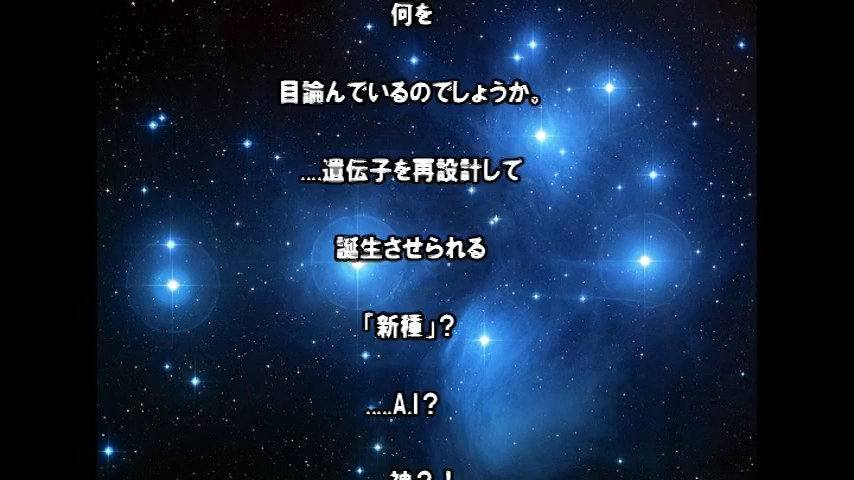 何を
目論んでいるのでしょうか。
....遺伝子を再設計して
誕生させられる
「新種」?
.....A.I?
神?!